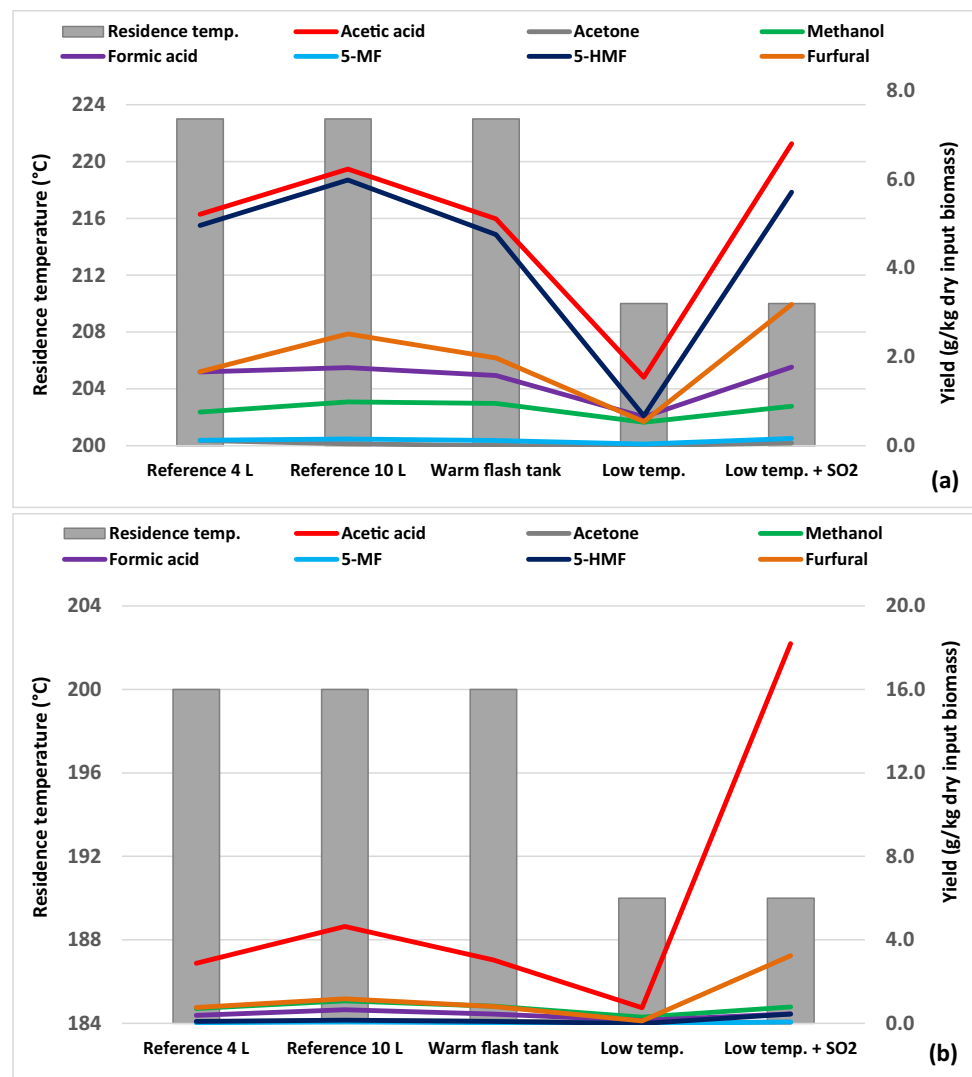 Residence temp. Acetic acid Acetone Methanol
Formic acid 5-MF 5-HMF Furfural
8.0
224
220
6.0
216
212
4.0
208
2.0
204
200
0.0
Residence temperature (°C)
Yield (g/kg dry input biomass)
Reference 4 L Reference 10 L Warm flash tank Low temp. Low temp. + SO2
(a)
Residence temp. Acetic acid Acetone Methanol
Formic acid 5-MF 5-HMF Furfural
204 20.0
200 16.0
196 12.0
192 8.0
188 4.0
184 0.0
Residence temperature (°C)
Yield (g/kg dry input biomass)
Reference 4 L Reference 10 L Warm flash tank Low temp. Low temp. + SO2
(b)